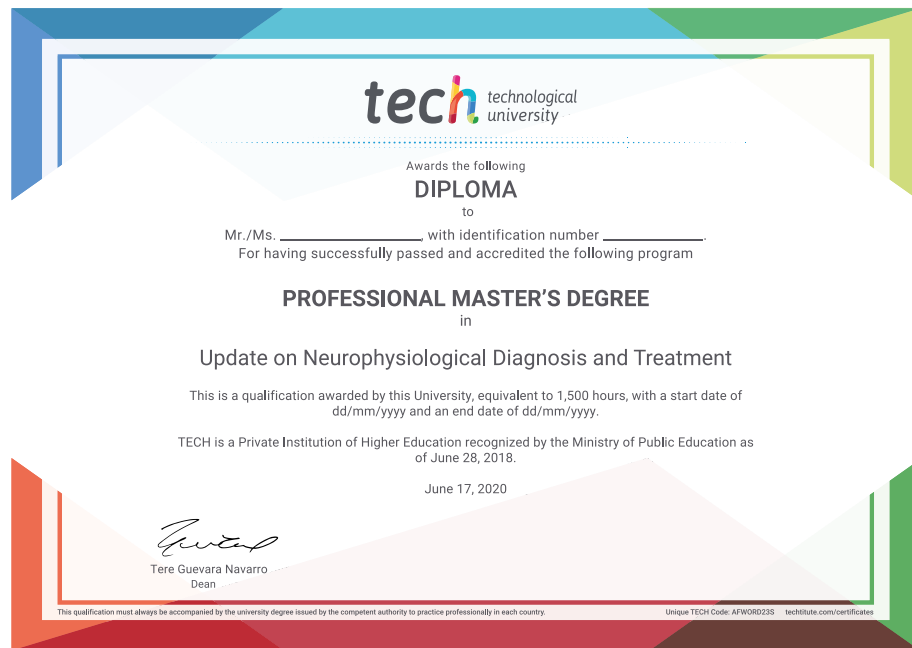 tech technological
university
Awards the following
DIPLOMA
to
Mr./Ms. ____________________, with identification number ______________.
For having successfully passed and accredited the following program
PROFESSIONAL MASTER'S DEGREE
in
Update on Neurophysiological Diagnosis and Treatment
This is a qualification awarded by this University, equivalent to 1,500 hours, with a start date of
dd/mm/yyyy and an end date of dd/mm/yyyy.
TECH is a Private Institution of Higher Education recognized by the Ministry of Public Education as
of June 28, 2018.
June 17, 2020
Tere Guevara Navarro
Dean
This qualification must always be accompanied by the university degree issued by the competent authority to practice professionally in each country. Unique TECH Code: AFWORD23S techtitute.com/certificates